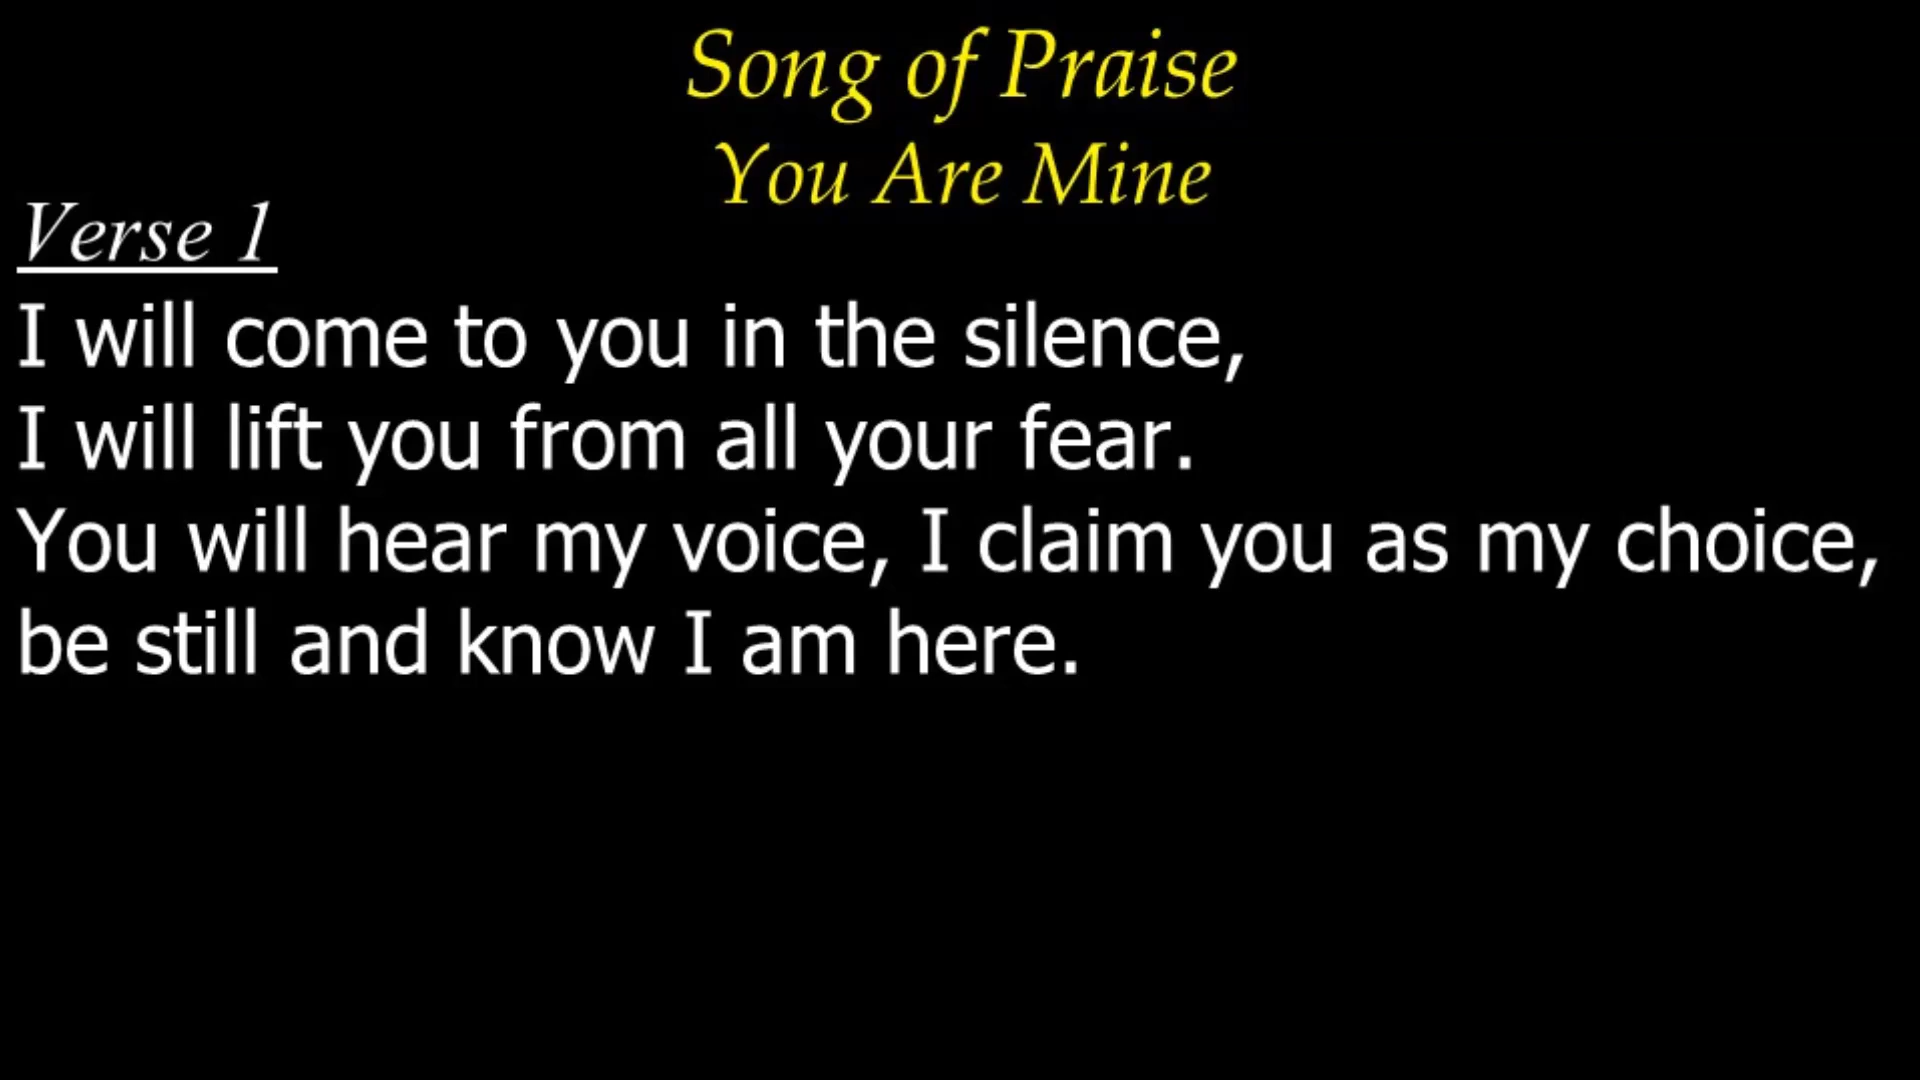 Song of Praise
You Are Mine
Verse 1
I will come to you in the silence,
I will lift you from all your fear.
You will hear my voice, I claim you as my choice,
be still and know I am here.